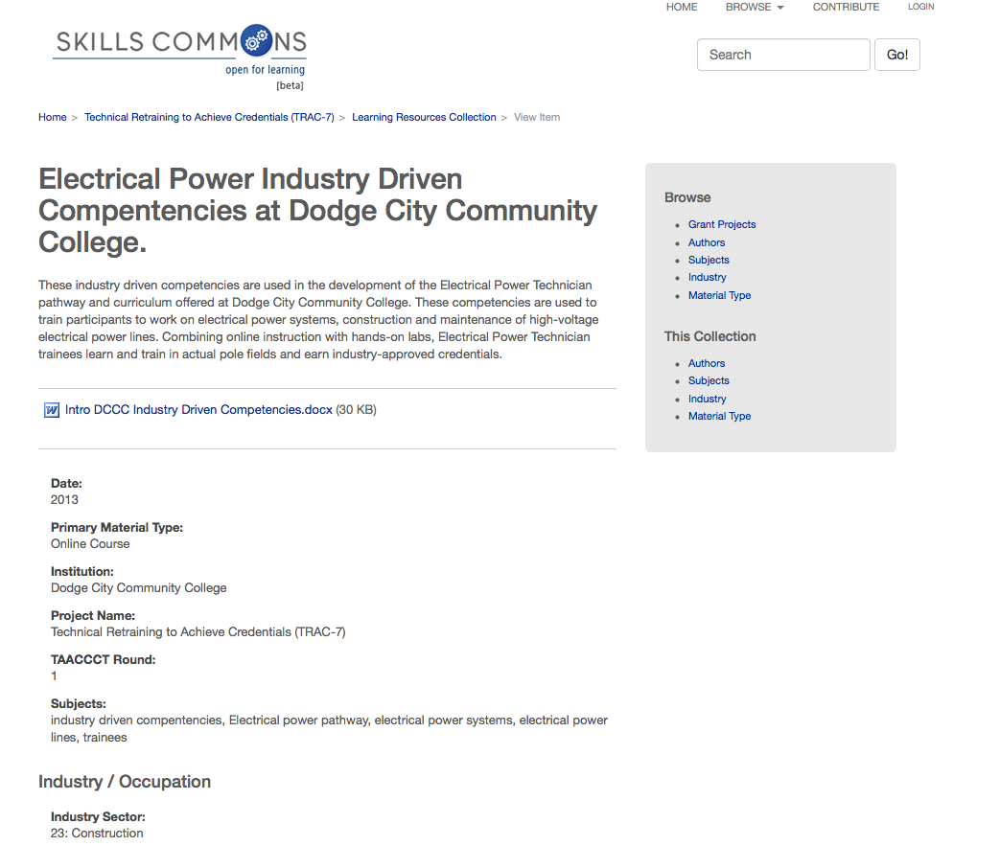 HOME BROWSE CONTRIBUTE LOGIN
SKILLS COMMONS
open for learning
[beta]
Search Go!
Home > Technical Retraining to Achieve Credentials (TRAC-7) > Learning Resources Collection > View Item
Electrical Power Industry Driven
Compentencies at Dodge City Community
College.
These industry driven competencies are used in the development of the Electrical Power Technician
pathway and curriculum offered at Dodge City Community College. These competencies are used to
train participants to work on electrical power systems, construction and maintenance of high-voltage
electrical power lines. Combining online instruction with hands-on labs, Electrical Power Technician
trainees learn and train in actual pole fields and earn industry-approved credentials.
Intro DCCC Industry Driven Competencies.docx (30 KB)
Date:
2013
Primary Material Type:
Online Course
Institution:
Dodge City Community College
Project Name:
Technical Retraining to Achieve Credentials (TRAC-7)
TAACCCT Round:
1
Subjects:
industry driven compentencies, Electrical power pathway, electrical power systems, electrical power
lines, trainees
Industry / Occupation
Industry Sector:
23: Construction
Browse
Grant Projects
Authors
Subjects
Industry
Material Type
This Collection
Authors
Subjects
Industry
Material Type